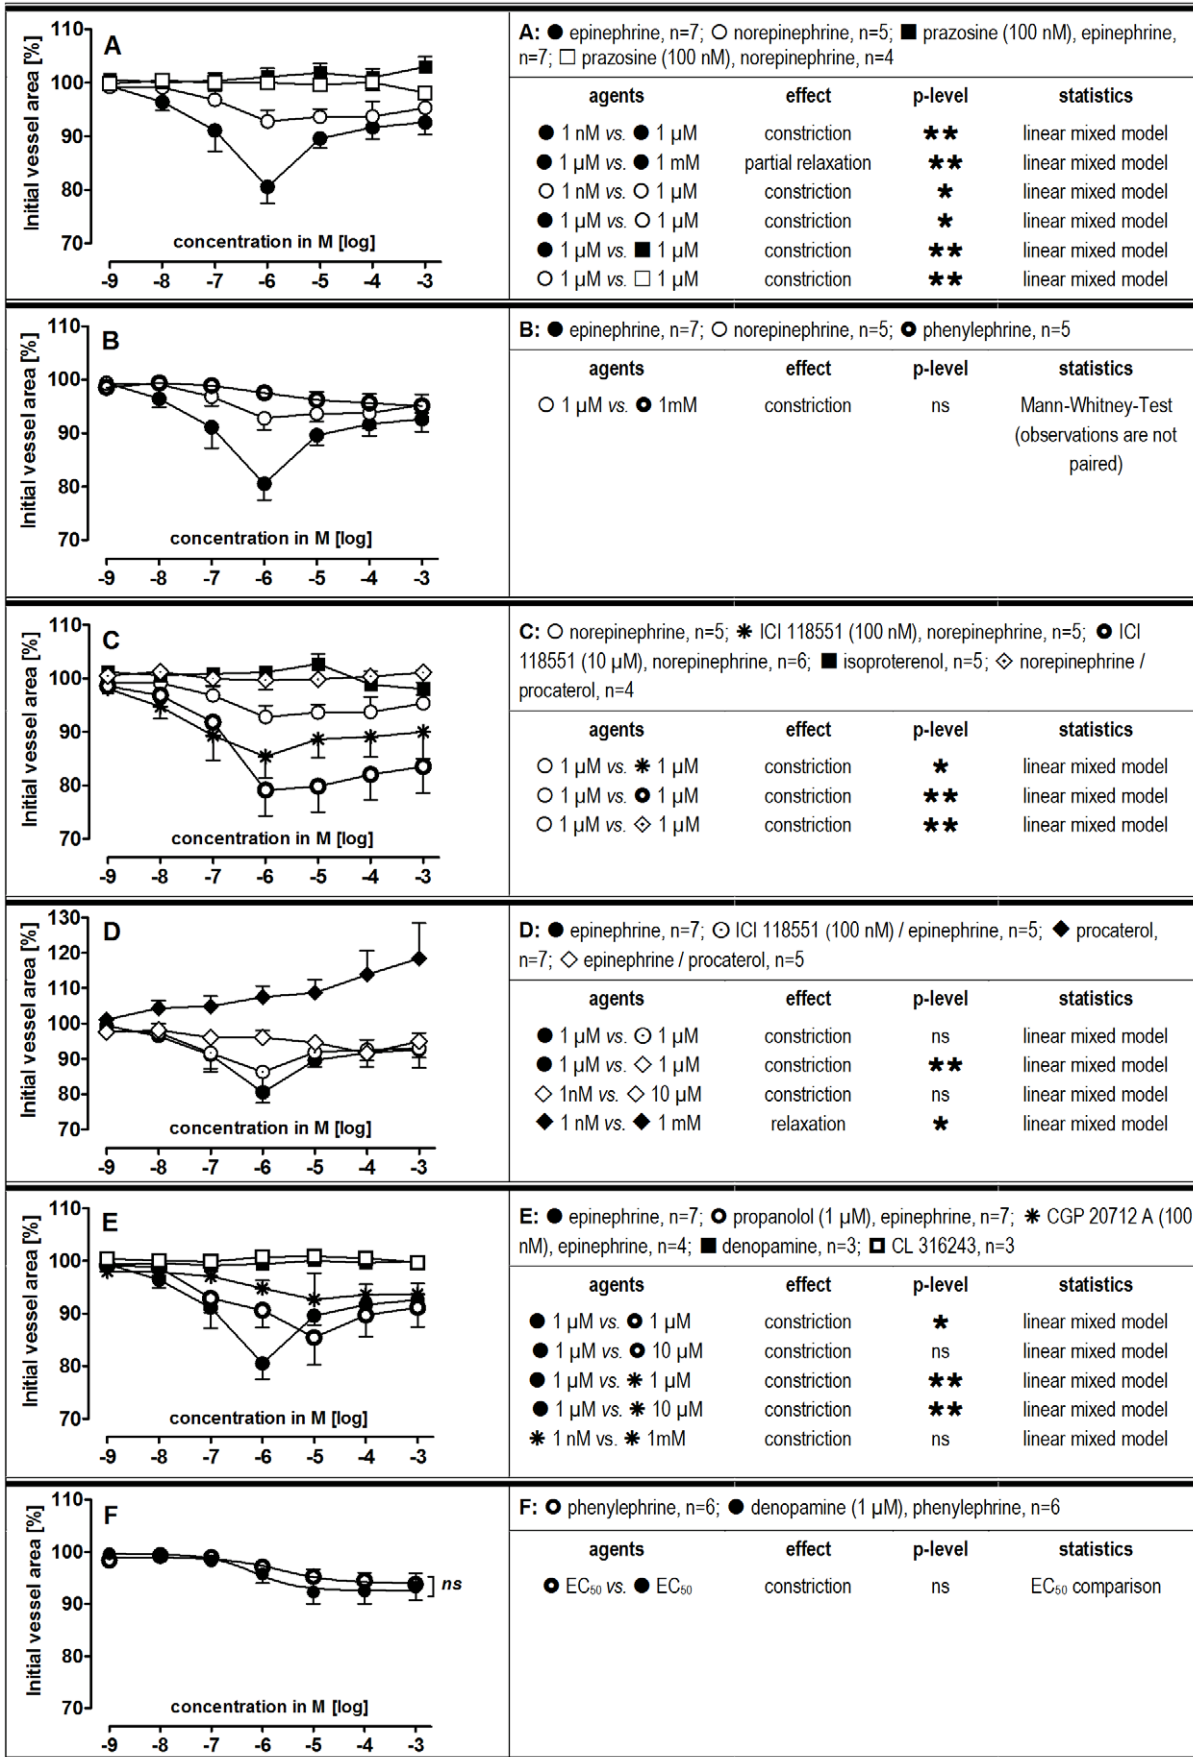 A
110
100
90
80
70
Initial vessel area [%]
concentration in M [log]
-9 -8 -7 -6 -5 -4 -3
A: ● epinephrine, n=7; ○ norepinephrine, n=5; ■ prazosine (100 nM), epinephrine,
n=7; □ prazosine (100 nM), norepinephrine, n=4
agents effect p-level statistics
● 1 nM vs. ● 1 µM constriction ★★ linear mixed model
● 1 µM vs. ● 1 mM partial relaxation ★★ linear mixed model
○ 1 nM vs. ○ 1 µM constriction ★ linear mixed model
● 1 µM vs. ○ 1 µM constriction ★ linear mixed model
● 1 µM vs. ■ 1 µM constriction ★★ linear mixed model
○ 1 µM vs. □ 1 µM constriction ★★ linear mixed model
B
110
100
90
80
70
Initial vessel area [%]
concentration in M [log]
-9 -8 -7 -6 -5 -4 -3
B: ● epinephrine, n=7; ○ norepinephrine, n=5; ⭘ phenylephrine, n=5
agents effect p-level statistics
○ 1 µM vs. ⭘ 1mM constriction ns Mann-Whitney-Test
(observations are not
paired)
C
110
100
90
80
70
Initial vessel area [%]
concentration in M [log]
-9 -8 -7 -6 -5 -4 -3
C: ○ norepinephrine, n=5; ✱ ICI 118551 (100 nM), norepinephrine, n=5; ⭘ ICI
118551 (10 µM), norepinephrine, n=6; ■ isoproterenol, n=5; ⟐ norepinephrine /
procaterol, n=4
agents effect p-level statistics
○ 1 µM vs. ✱ 1 µM constriction ★ linear mixed model
○ 1 µM vs. ⭘ 1 µM constriction ★★ linear mixed model
○ 1 µM vs. ⟐ 1 µM constriction ★★ linear mixed model
D
130
120
110
100
90
80
70
Initial vessel area [%]
concentration in M [log]
-9 -8 -7 -6 -5 -4 -3
D: ● epinephrine, n=7; ⊙ ICI 118551 (100 nM) / epinephrine, n=5; ◆ procaterol,
n=7; ◇ epinephrine / procaterol, n=5
agents effect p-level statistics
● 1 µM vs. ⊙ 1 µM constriction ns linear mixed model
● 1 µM vs. ◇ 1 µM constriction ★★ linear mixed model
◇ 1nM vs. ◇ 10 µM constriction ns linear mixed model
◆ 1 nM vs. ◆ 1 mM relaxation ★ linear mixed model
E
110
100
90
80
70
Initial vessel area [%]
concentration in M [log]
-9 -8 -7 -6 -5 -4 -3
E: ● epinephrine, n=7; ⭘ propanolol (1 µM), epinephrine, n=7; ✱ CGP 20712 A (100
nM), epinephrine, n=4; ■ denopamine, n=3; □ CL 316243, n=3
agents effect p-level statistics
● 1 µM vs. ⭘ 1 µM constriction ★ linear mixed model
● 1 µM vs. ⭘ 10 µM constriction ns linear mixed model
● 1 µM vs. ✱ 1 µM constriction ★★ linear mixed model
● 1 µM vs. ✱ 10 µM constriction ★★ linear mixed model
✱ 1 nM vs. ✱ 1mM constriction ns linear mixed model
F
110
100
90
80
70
Initial vessel area [%]
ns
concentration in M [log]
-9 -8 -7 -6 -5 -4 -3
F: ⭘ phenylephrine, n=6; ● denopamine (1 µM), phenylephrine, n=6
agents effect p-level statistics
⭘ EC₅₀ vs. ● EC₅₀ constriction ns EC₅₀ comparison